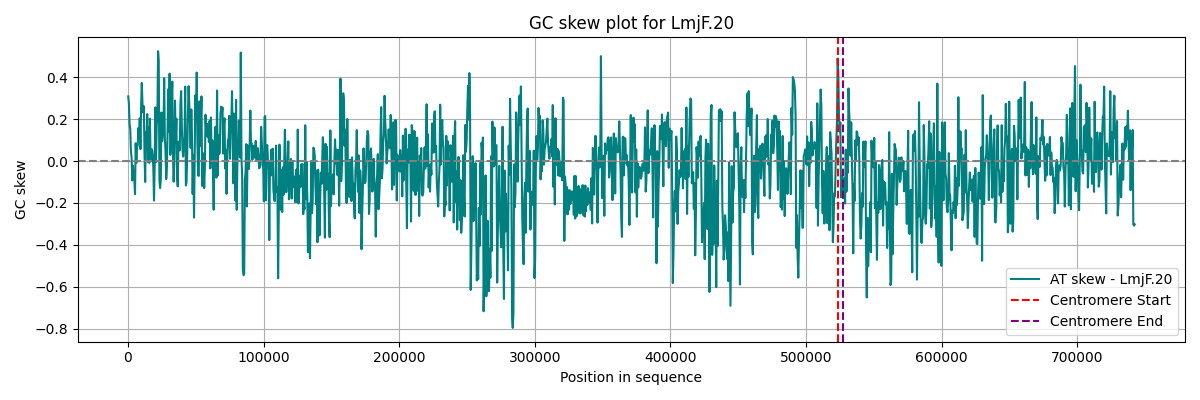 GC skew plot for LmjF.20
GC skew
0.4
0.2
0.0
−0.2
−0.4
−0.6
−0.8
0 100000 200000 300000 400000 500000 600000 700000
Position in sequence
AT skew - LmjF.20
Centromere Start
Centromere End